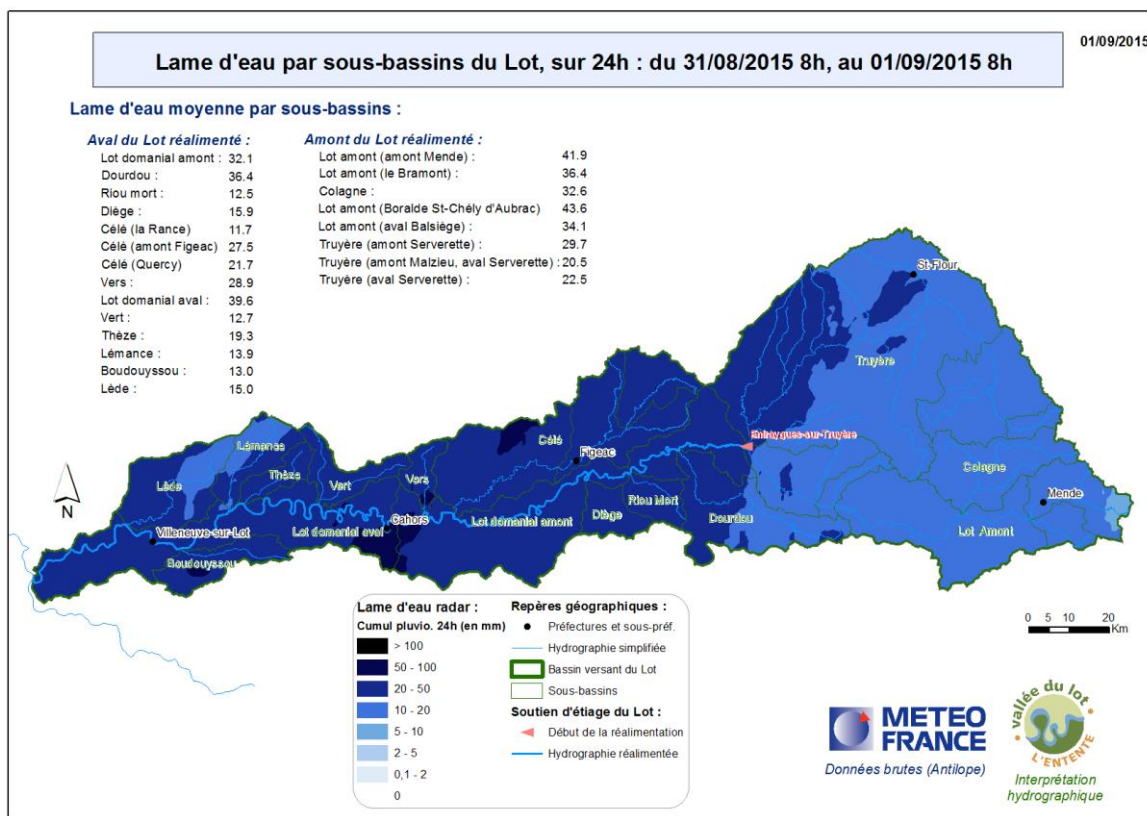 01/09/2015
Lame d'eau par sous-bassins du Lot, sur 24h : du 31/08/2015 8h, au 01/09/2015 8h
Lame d'eau moyenne par sous-bassins :
Aval du Lot réalimenté :
Lot domanial amont : 32.1
Dourdou : 36.4
Riou mort : 12.5
Diège : 15.9
Célé (la Rance) 11.7
Célé (amont Figeac) 27.5
Célé (Quercy) 21.7
Vers : 28.9
Lot domanial aval : 39.6
Vert : 12.7
Thèze : 19.3
Lémance : 13.9
Boudouyssou : 13.0
Lède : 15.0
Amont du Lot réalimenté :
Lot amont (amont Mende) : 41.9
Lot amont (le Bramont) : 36.4
Colagne : 32.6
Lot amont (Boralde St-Chély d'Aubrac) 43.6
Lot amont (aval Balsiège) : 34.1
Truyère (amont Serverette) : 29.7
Truyère (amont Malzieu, aval Serverette) : 20.5
Truyère (aval Serverette) : 22.5
St-Flour
Truyère
Entraygues-sur-Truyère
Célé
Lémance
Figeac
Colagne
Thèze
Vers
Lède
Vert
Mende
N
Riou Mort
Diège
Cahors
Lot domanial amont
Dourdou
Lot domanial aval
Lot Amont
Villeneuve-sur-Lot
Boudouyssou
Lame d'eau radar :
Cumul pluvio. 24h (en mm)
> 100
50 - 100
20 - 50
10 - 20
5 - 10
2 - 5
0,1 - 2
0
Repères géographiques :
Préfectures et sous-préf.
Hydrographie simplifiée
Bassin versant du Lot
Sous-bassins
Soutien d'étiage du Lot :
Début de la réalimentation
Hydrographie réalimentée
0 5 10 20
Km
METEO
FRANCE
Données brutes (Antilope)
vallée du lot
L'ENTENTE
Interprétation
hydrographique